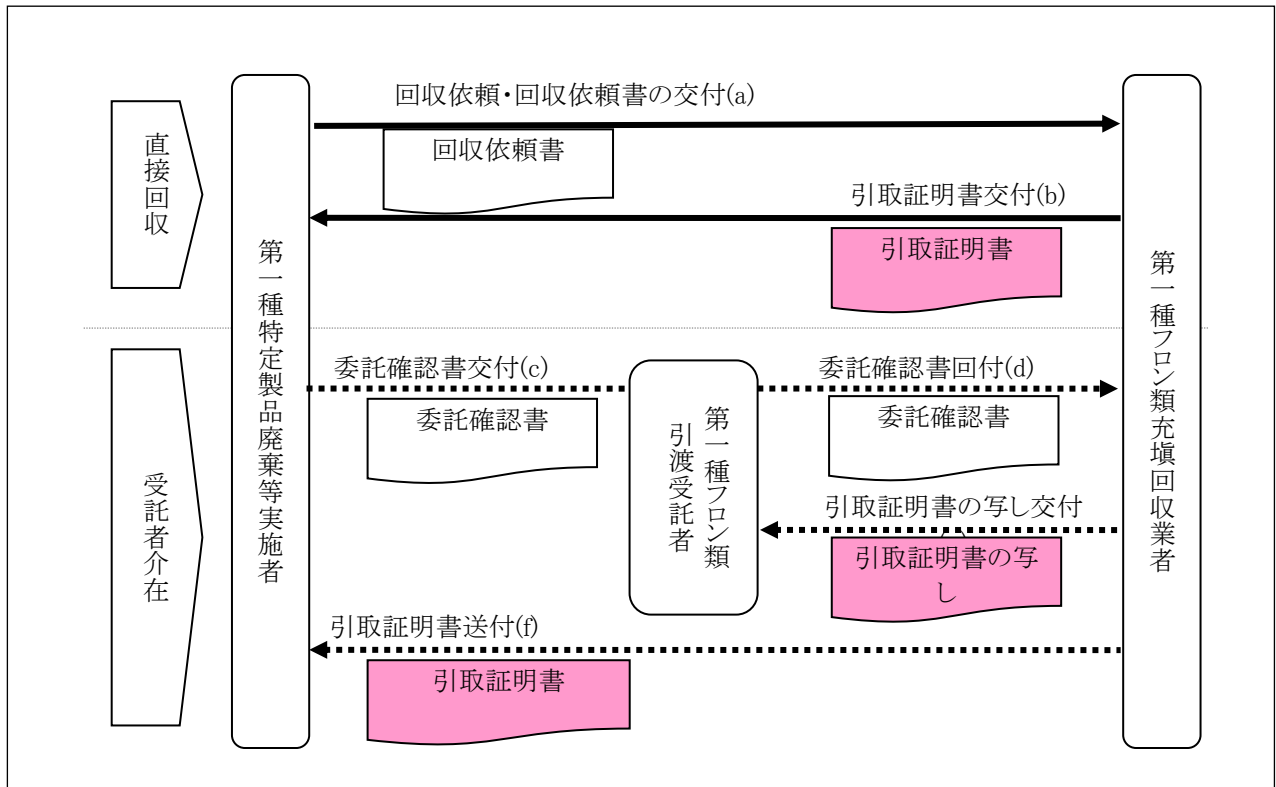 回収依頼・回収依頼書の交付(a)
回収依頼書
直接回収
引取証明書交付(b)
引取証明書
第一種特定製品廃棄等実施者
第一種フロン類充塡回収業者
委託確認書交付(c)
委託確認書
第一種フロン類
引渡受託者
委託確認書回付(d)
委託確認書
受託者介在
引取証明書の写し交付
引取証明書の写
し
引取証明書送付(f)
引取証明書